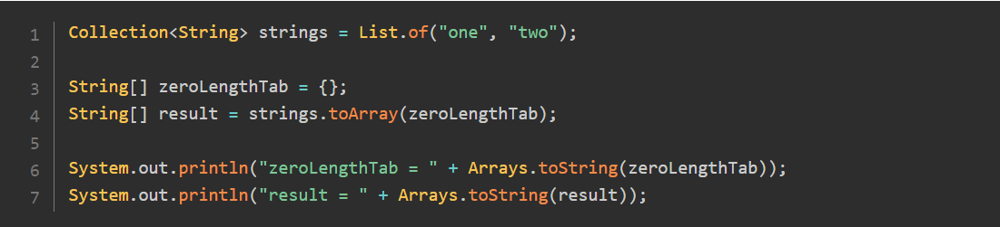 1 Collection<String> strings = List.of("one", "two");
2
3 String[] zeroLengthTab = {};
4 String[] result = strings.toArray(zeroLengthTab);
5
6 System.out.println("zeroLengthTab = " + Arrays.toString(zeroLengthTab));
7 System.out.println("result = " + Arrays.toString(result));